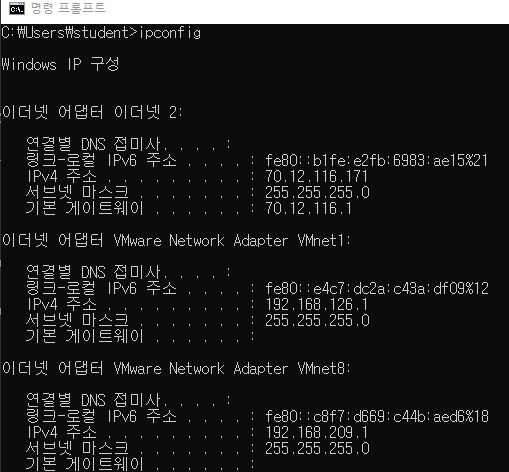 명령 프롬프트
C:\Users\student>ipconfig
Windows IP 구성
이더넷 어댑터 이더넷 2:
연결별 DNS 접미사. . . . :
링크-로컬 IPv6 주소 . . . . : fe80::b1fe:e2fb:6983:ae15%21
IPv4 주소 . . . . . . . . . : 70.12.116.171
서브넷 마스크 . . . . . . . : 255.255.255.0
기본 게이트웨이 . . . . . . : 70.12.116.1
이더넷 어댑터 VMware Network Adapter VMnet1:
연결별 DNS 접미사. . . . :
링크-로컬 IPv6 주소 . . . . : fe80::e4c7:dc2a:c43a:df09%12
IPv4 주소 . . . . . . . . . : 192.168.126.1
서브넷 마스크 . . . . . . . : 255.255.255.0
기본 게이트웨이 . . . . . . :
이더넷 어댑터 VMware Network Adapter VMnet8:
연결별 DNS 접미사. . . . :
링크-로컬 IPv6 주소 . . . . : fe80::c8f7:d669:c44b:aed6%18
IPv4 주소 . . . . . . . . . : 192.168.209.1
서브넷 마스크 . . . . . . . : 255.255.255.0
기본 게이트웨이 . . . . . . :